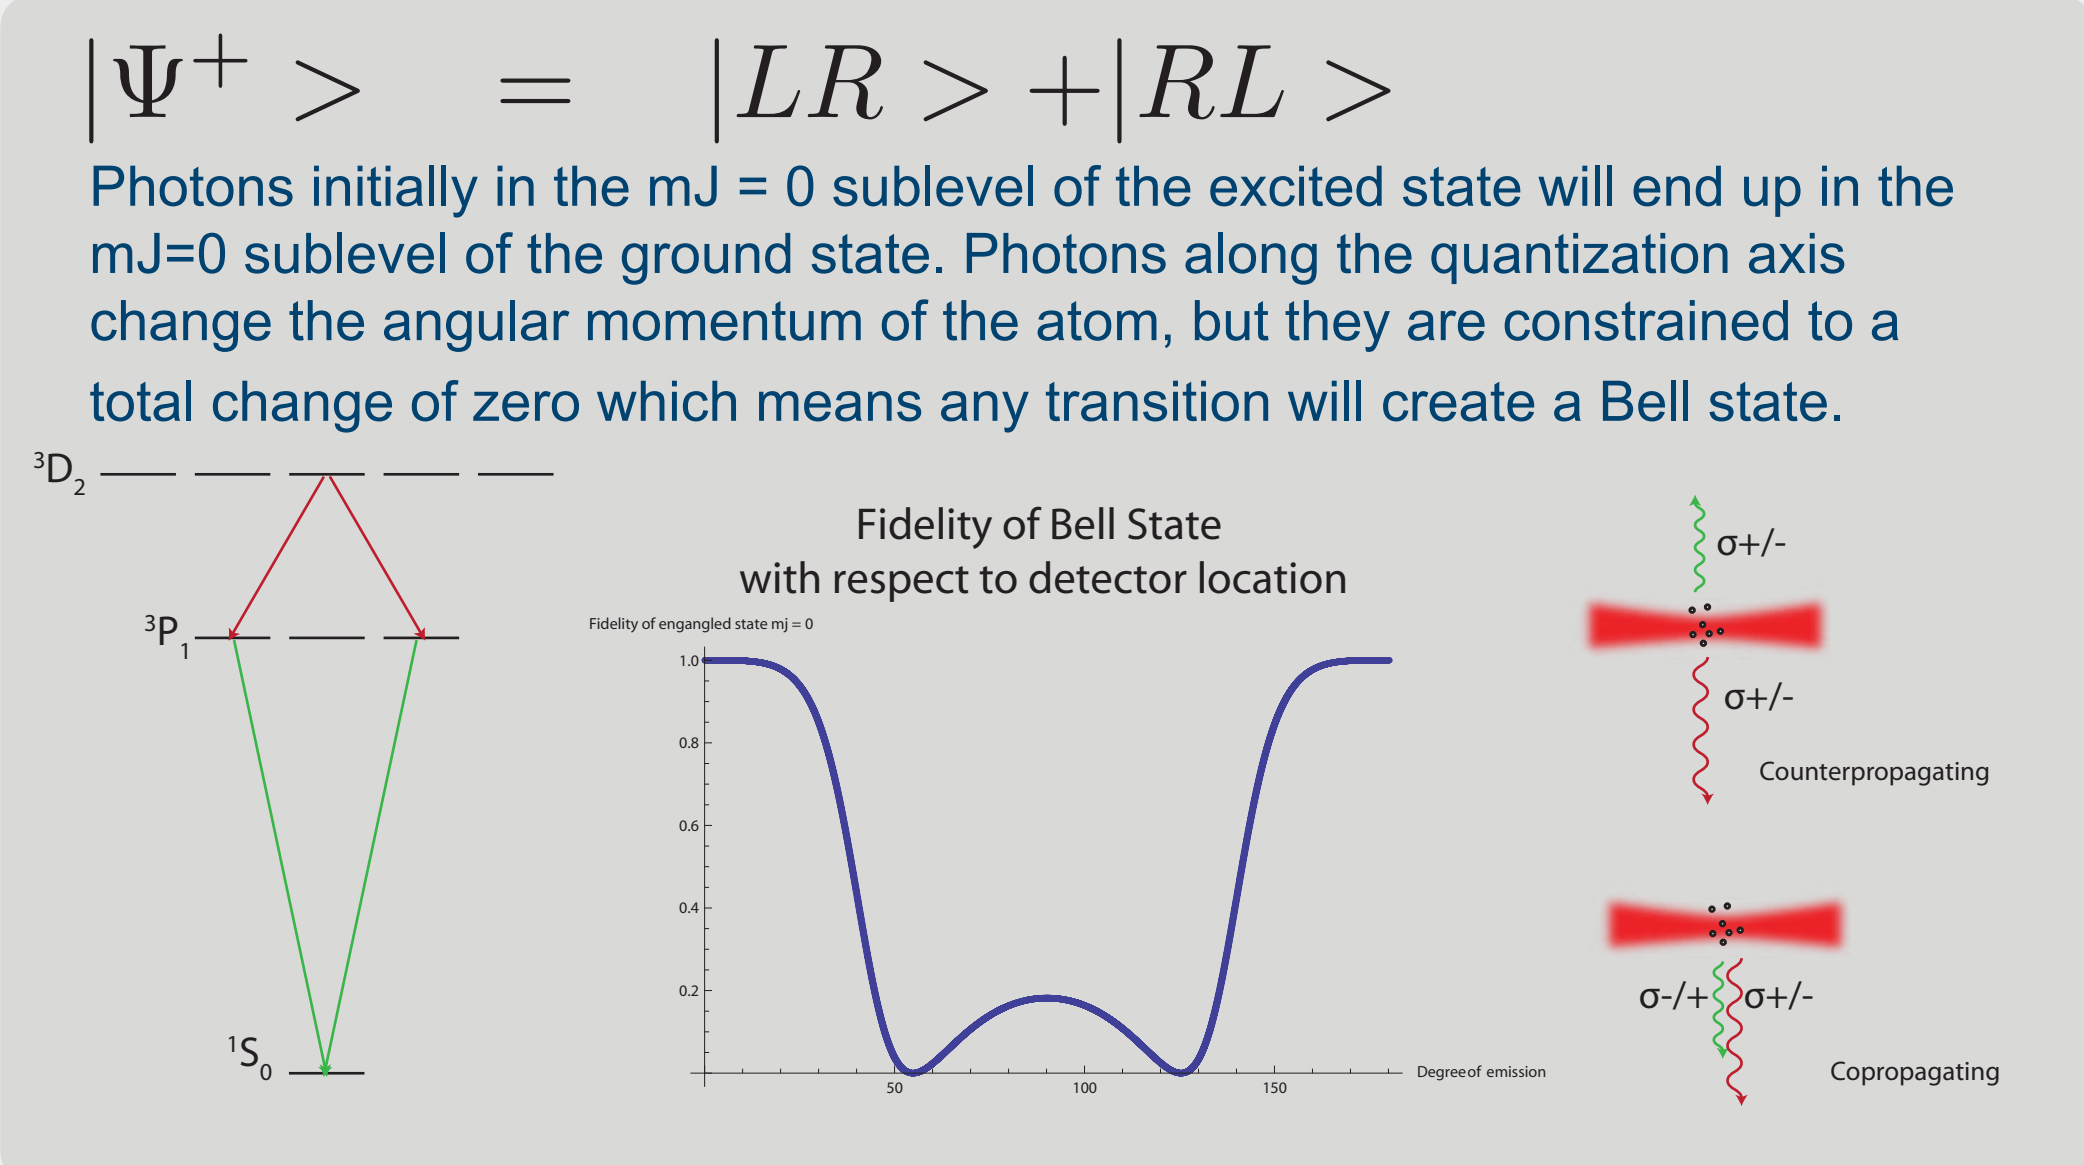 |Ψ⁺ > = |LR > +|RL >
Photons initially in the mJ = 0 sublevel of the excited state will end up in the
mJ=0 sublevel of the ground state. Photons along the quantization axis
change the angular momentum of the atom, but they are constrained to a
total change of zero which means any transition will create a Bell state.
³D₂
³P₁
¹S₀
Fidelity of Bell State
with respect to detector location
Fidelity of engangled state mj = 0
1.0
0.8
0.6
0.4
0.2
50 100 150
Degree of emission
σ+/-
σ+/-
Counterpropagating
σ-/+ σ+/-
Copropagating